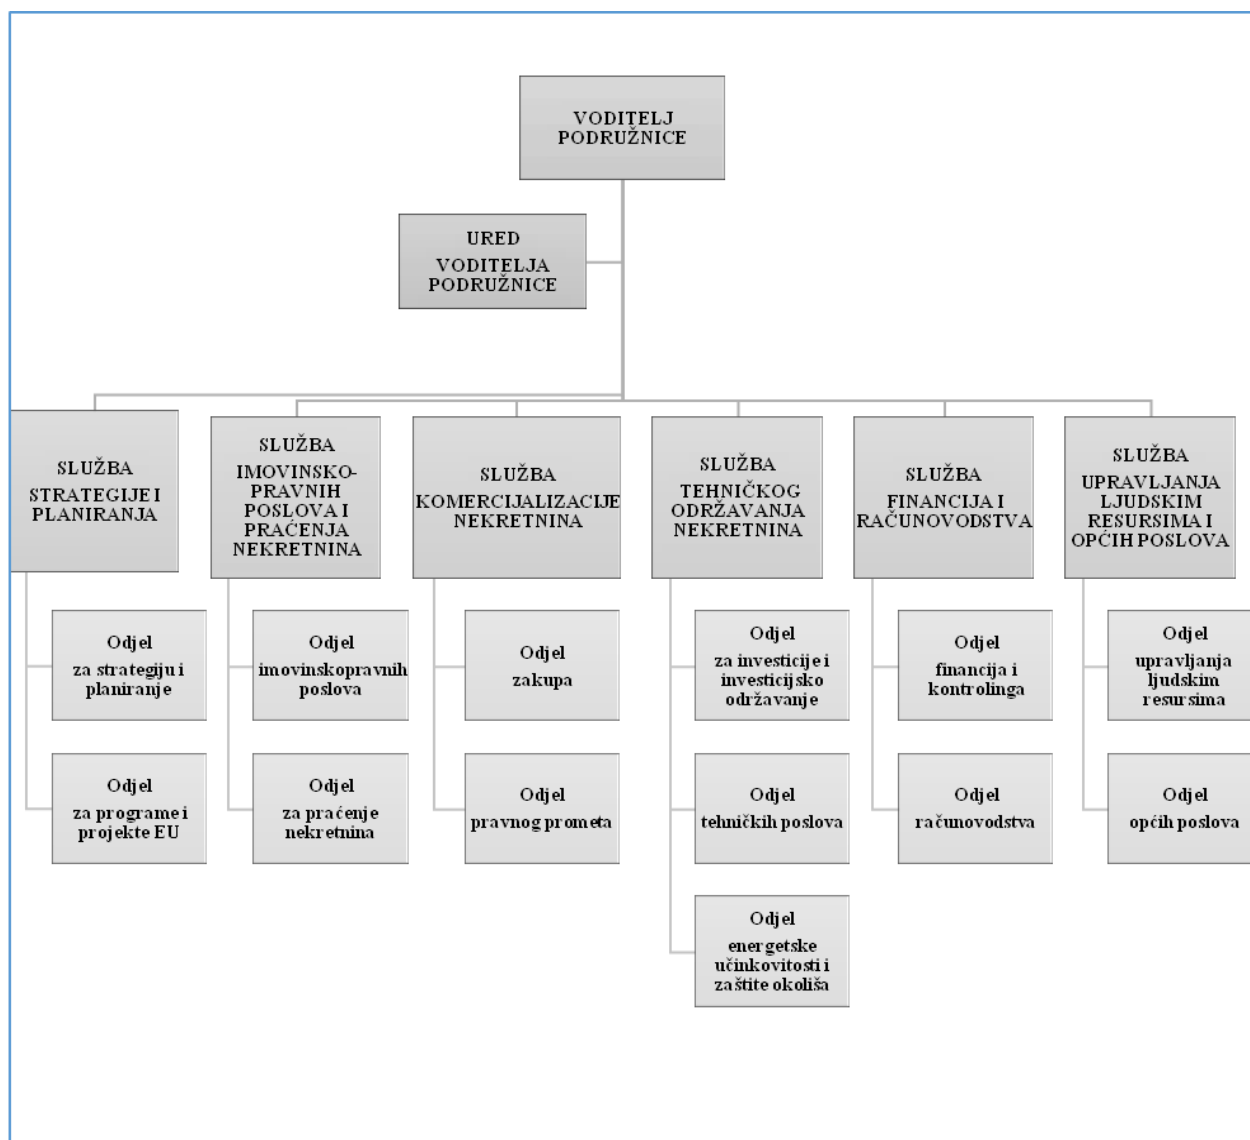 VODITELJ
PODRUŽNICE
URED
VODITELJA
PODRUŽNICE
SLUŽBA
STRATEGIJE I
PLANIRANJA
SLUŽBA
IMOVINSKO-
PRAVNIH
POSLOVA I
PRAĆENJA
NEKRETNINA
SLUŽBA
KOMERCIJALIZACIJE
NEKRETNINA
SLUŽBA
TEHNIČKOG
ODRŽAVANJA
NEKRETNINA
SLUŽBA
FINANCIJA I
RAČUNOVODSTVA
SLUŽBA
UPRAVLJANJA
LJUDSKIM
RESURSIMA I
OPĆIH POSLOVA
Odjel
za strategiju i
planiranje
Odjel
imovinskopravnih
poslova
Odjel
zakupa
Odjel
za investicije i
investicijsko
održavanje
Odjel
financija i
kontrolinga
Odjel
upravljanja
ljudskim
resursima
Odjel
za programe i
projekte EU
Odjel
za praćenje
nekretnina
Odjel
pravnog prometa
Odjel
tehničkih poslova
Odjel
računovodstva
Odjel
općih poslova
Odjel
energetske
učinkovitosti i
zaštite okoliša